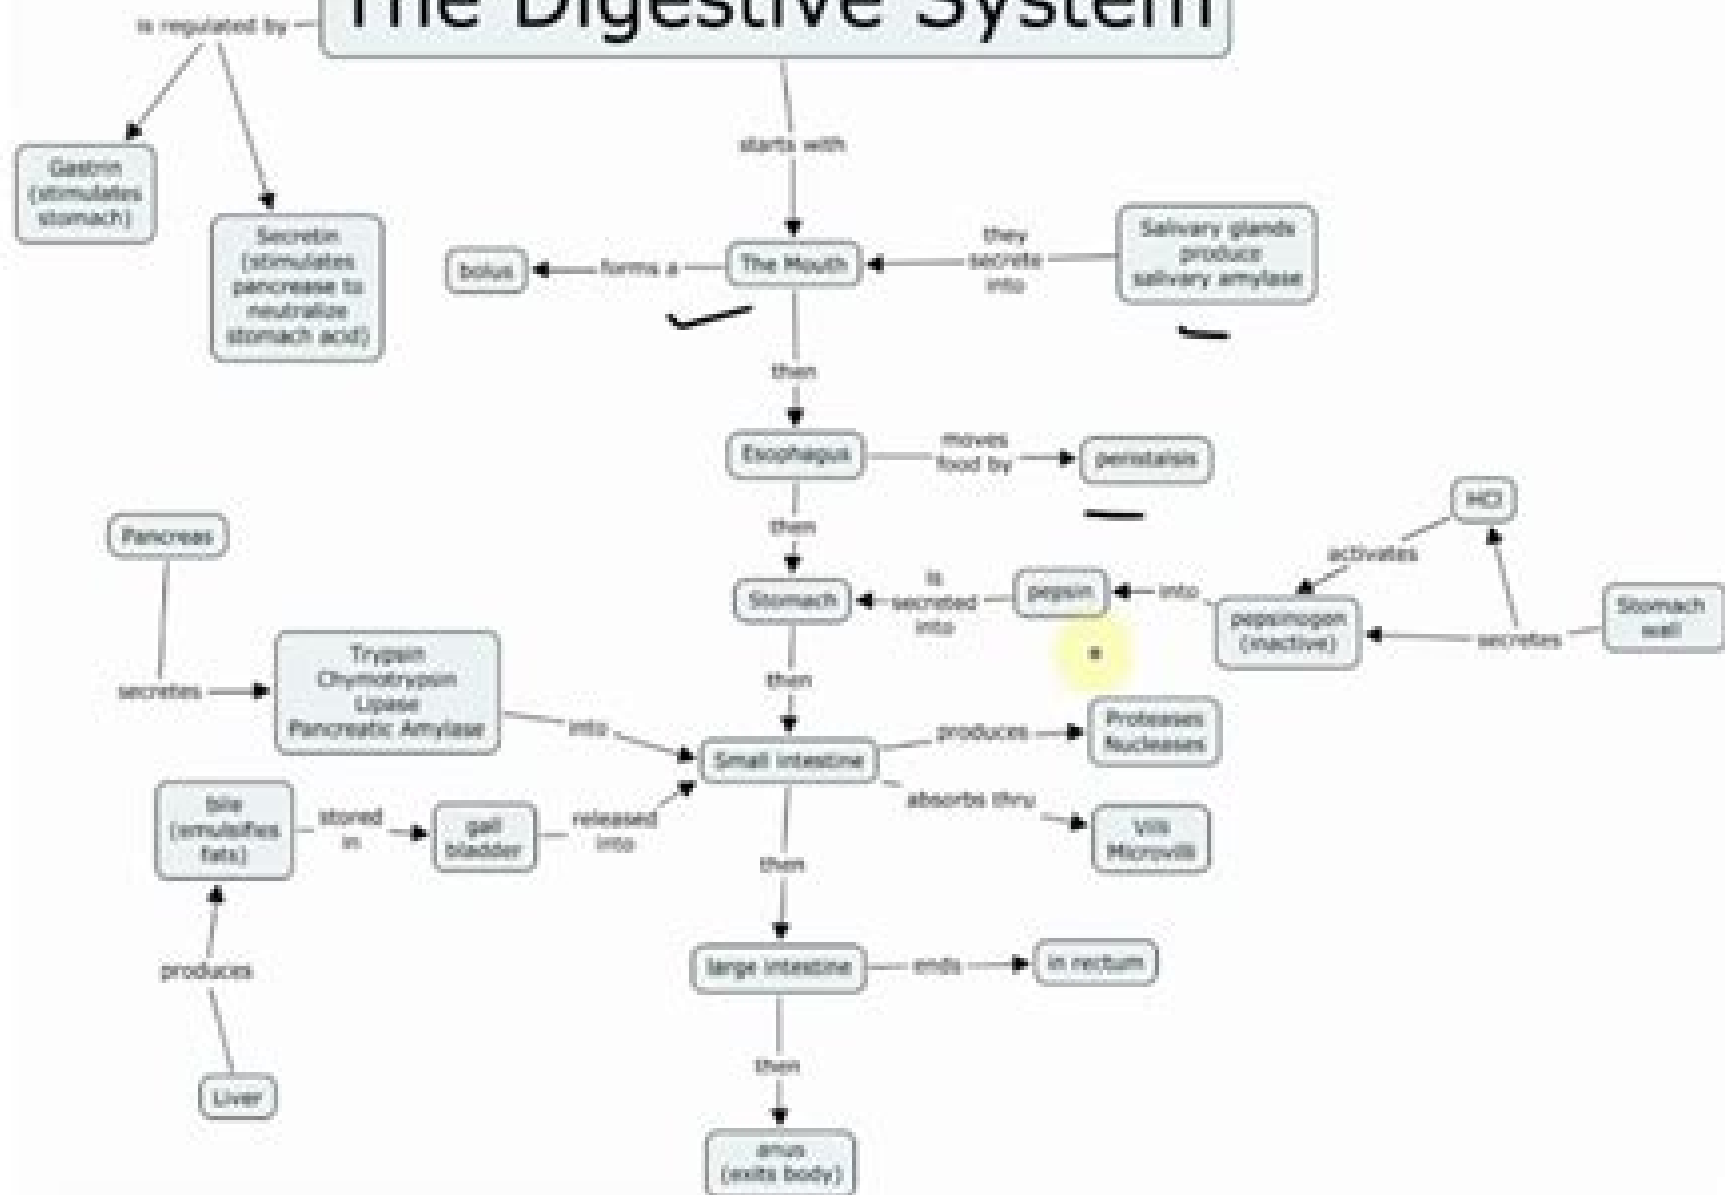 The Digestive System
is regulated by
starts with
Gastrin
(stimulates
stomach)
Secretin
(stimulates
pancrease to
neutralize
stomach acid)
bolus
forms a
The Mouth
they
secrete
into
Salivary glands
produce
salivary amylase
then
Esophagus
moves
food by
peristalsis
then
Stomach
is
secreted
into
pepsin
into
pepsinogon
(inactive)
activates
HCl
secretes
Stomach
wall
Pancreas
secretes
Trypsin
Chymotrypsin
Lipase
Pancreatic Amylase
into
then
Small intestine
produces
Proteases
Nucleases
absorbs thru
Villi
Microvilli
bile
(emulsifies
fats)
stored
in
gall
bladder
released
into
produces
Liver
then
large intestine
ends
in rectum
then
anus
(exits body)